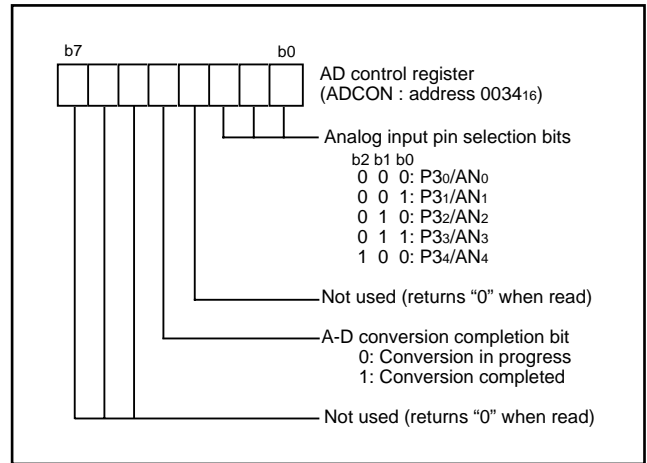 b7 b0
AD control register
(ADCON : address 003416)
Analog input pin selection bits
b2 b1 b0
0 0 0: P30/AN0
0 0 1: P31/AN1
0 1 0: P32/AN2
0 1 1: P33/AN3
1 0 0: P34/AN4
Not used (returns “0” when read)
A-D conversion completion bit
0: Conversion in progress
1: Conversion completed
Not used (returns “0” when read)